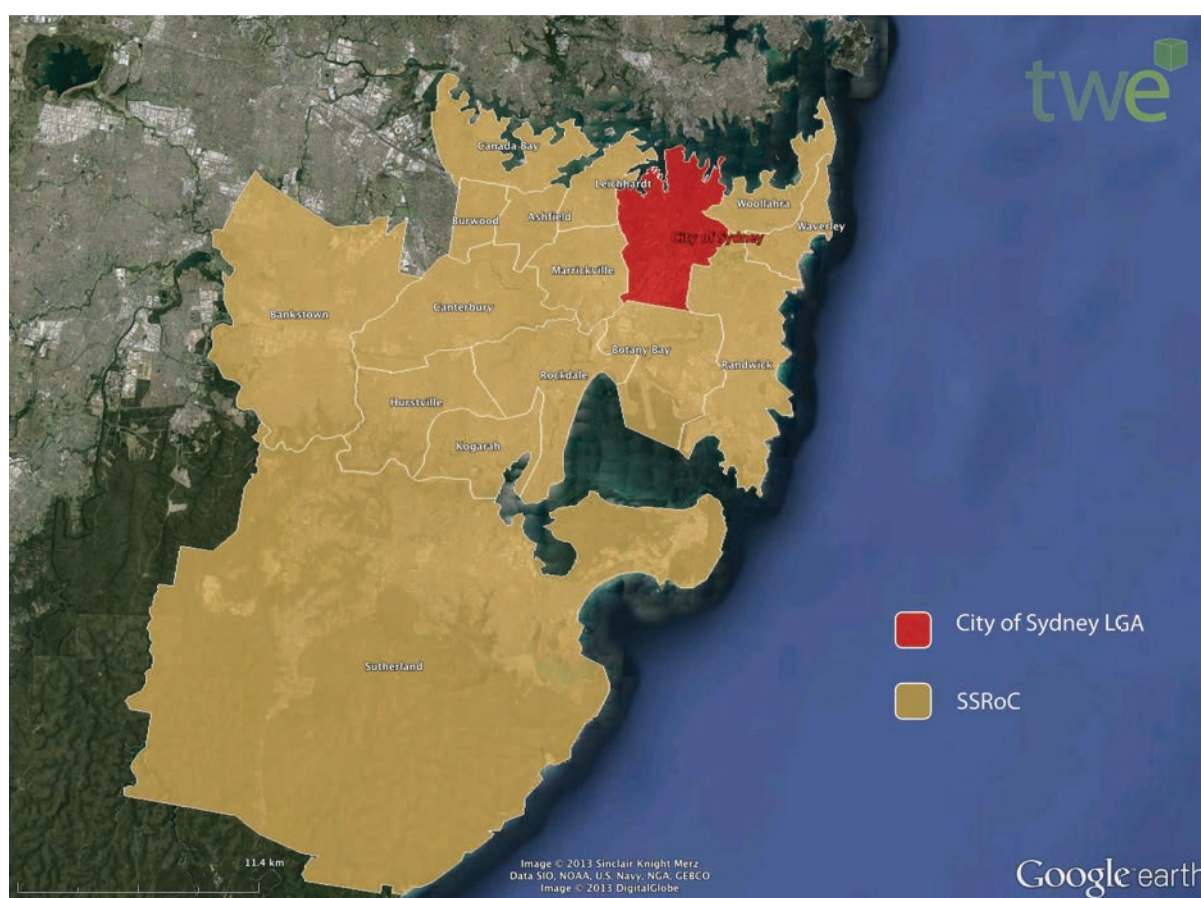 twe
Canada Bay
Leichhardt
Woollahra
Burwood
Ashfield
Waverley
City of Sydney
Marrickville
Bankstown
Canterbury
Botany Bay
Randwick
Rockdale
Hurstville
Kogarah
City of Sydney LGA
Sutherland
SSRoC
11.4 km
Image © 2013 Sinclair Knight Merz
Data SIO, NOAA, U.S. Navy, NGA, GEBCO
Image © 2013 DigitalGlobe
Google earth